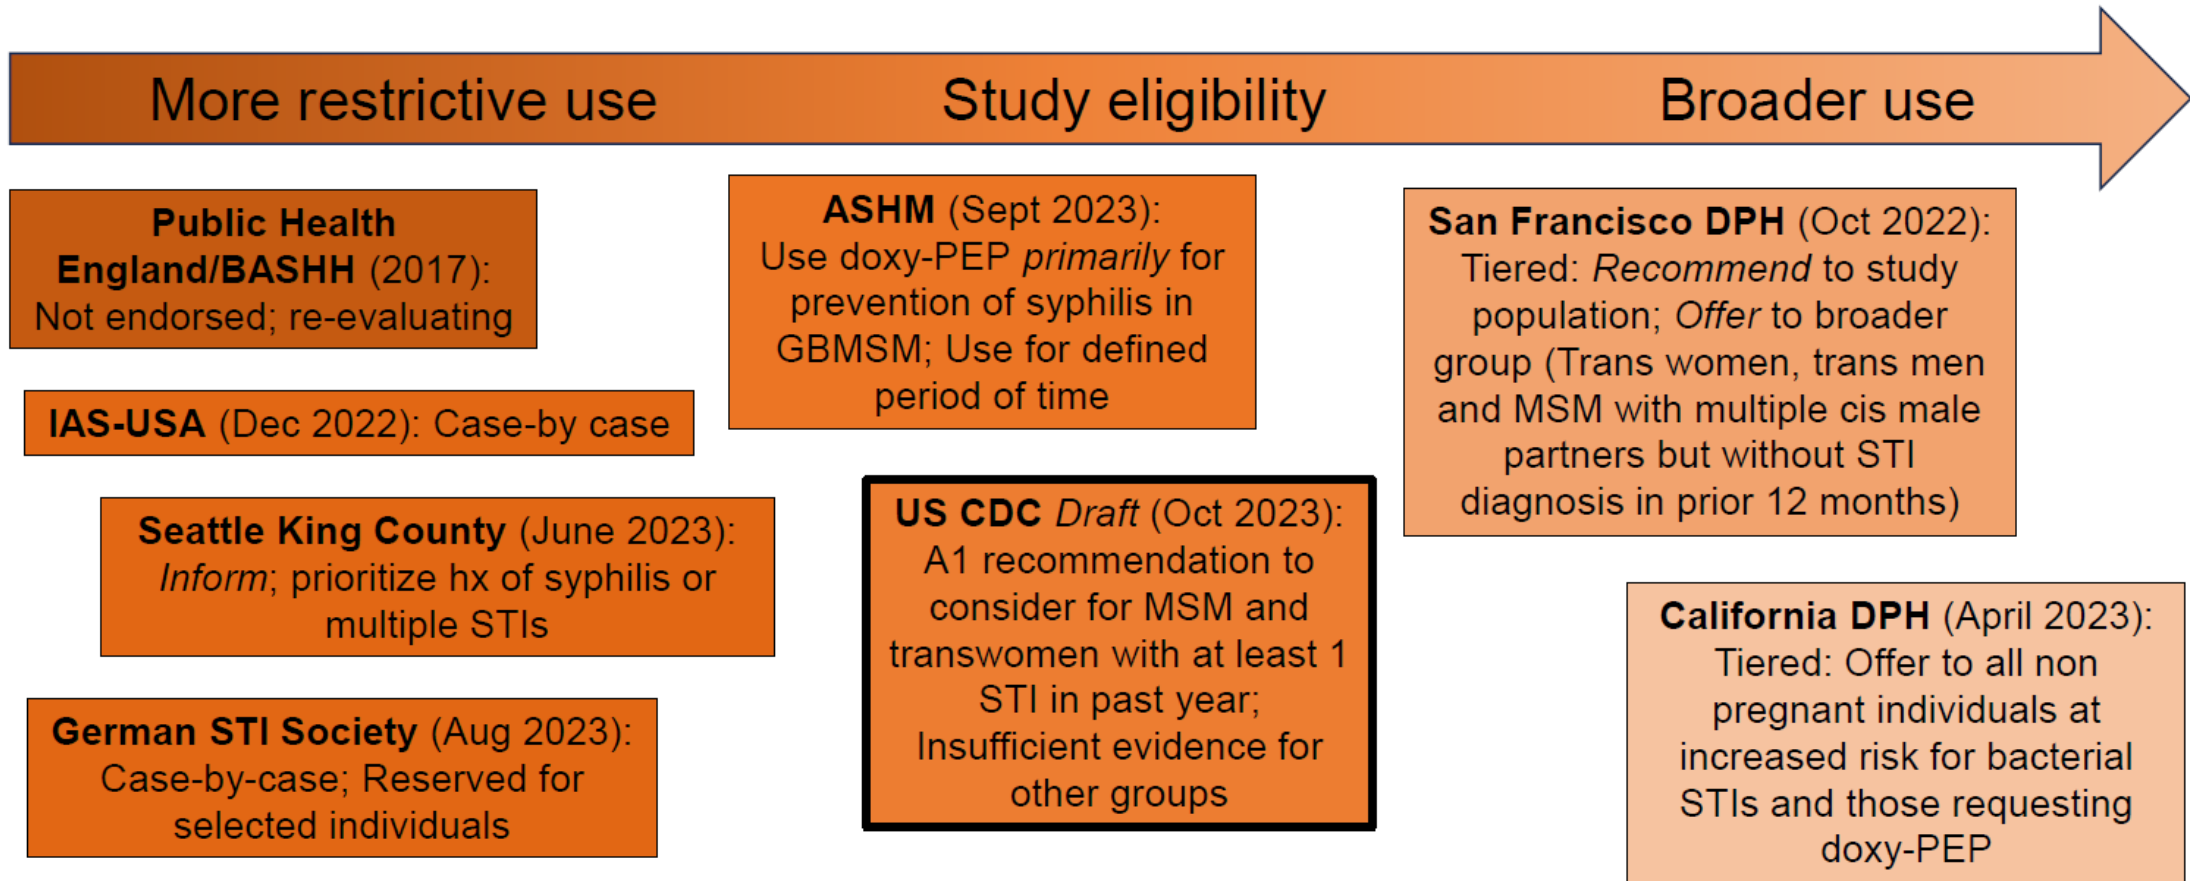 More restrictive use
Study eligibility
Broader use
Public Health
England/BASHH (2017):
Not endorsed; re-evaluating
IAS-USA (Dec 2022): Case-by case
Seattle King County (June 2023):
Inform; prioritize hx of syphilis or
multiple STIs
German STI Society (Aug 2023):
Case-by-case; Reserved for
selected individuals
ASHM (Sept 2023):
Use doxy-PEP primarily for
prevention of syphilis in
GBMSM; Use for defined
period of time
US CDC Draft (Oct 2023):
A1 recommendation to
consider for MSM and
transwomen with at least 1
STI in past year;
Insufficient evidence for
other groups
San Francisco DPH (Oct 2022):
Tiered: Recommend to study
population; Offer to broader
group (Trans women, trans men
and MSM with multiple cis male
partners but without STI
diagnosis in prior 12 months)
California DPH (April 2023):
Tiered: Offer to all non
pregnant individuals at
increased risk for bacterial
STIs and those requesting
doxy-PEP